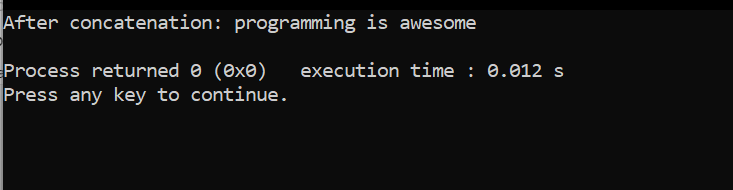 After concatenation: programming is awesome
Process returned 0 (0x0)   execution time : 0.012 s
Press any key to continue.